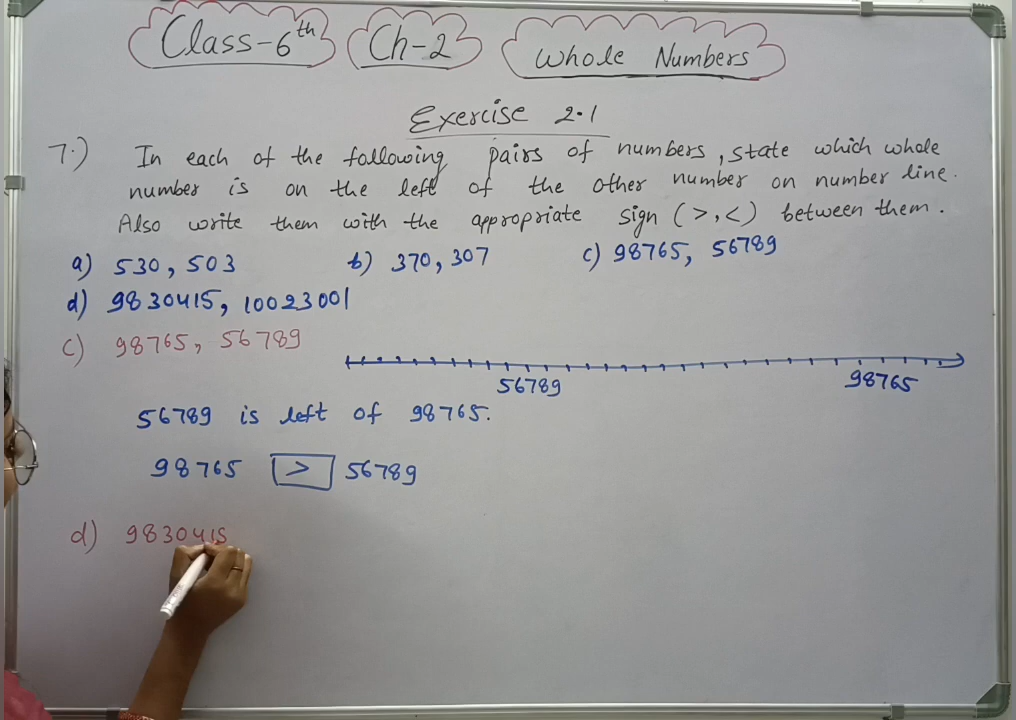 Class-6th Ch-2 Whole Numbers
Exercise 2.1
7.) In each of the following pairs of numbers, state which whole
number is on the left of the other number on number line.
Also write them with the appropriate sign (>,<) between them.
a) 530, 503 b) 370, 307 c) 98765, 56789
d) 9830415, 10023001
c) 98765, 56789
56789 98765
56789 is left of 98765.
98765 > 56789
d) 9830415